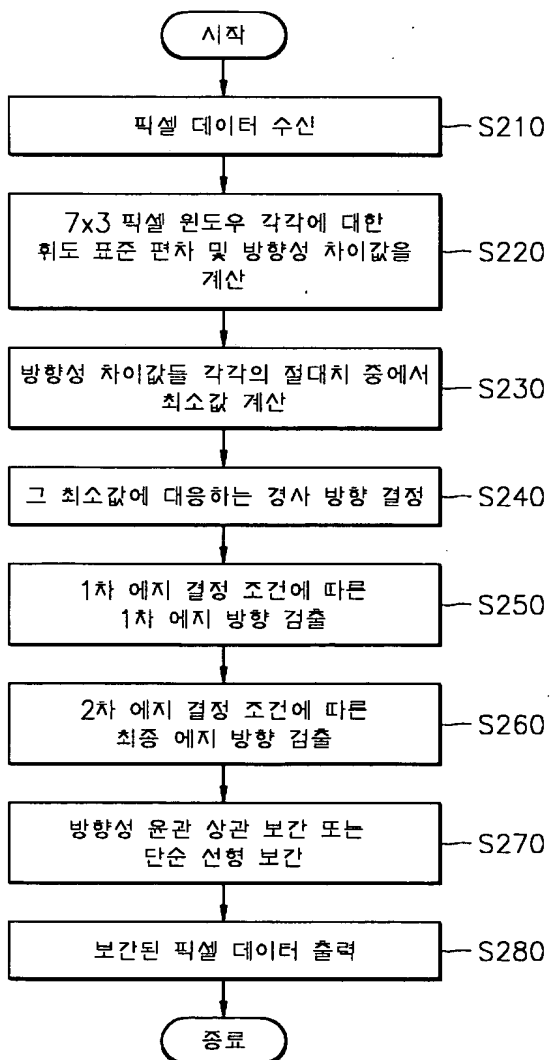 시작
픽셀 데이터 수신
S210
7x3 픽셀 윈도우 각각에 대한
휘도 표준 편차 및 방향성 차이값을
계산
S220
방향성 차이값들 각각의 절대치 중에서
최소값 계산
S230
그 최소값에 대응하는 경사 방향 결정
S240
1차 에지 결정 조건에 따른
1차 에지 방향 검출
S250
2차 에지 결정 조건에 따른
최종 에지 방향 검출
S260
방향성 윤관 상관 보간 또는
단순 선형 보간
S270
보간된 픽셀 데이터 출력
S280
종료